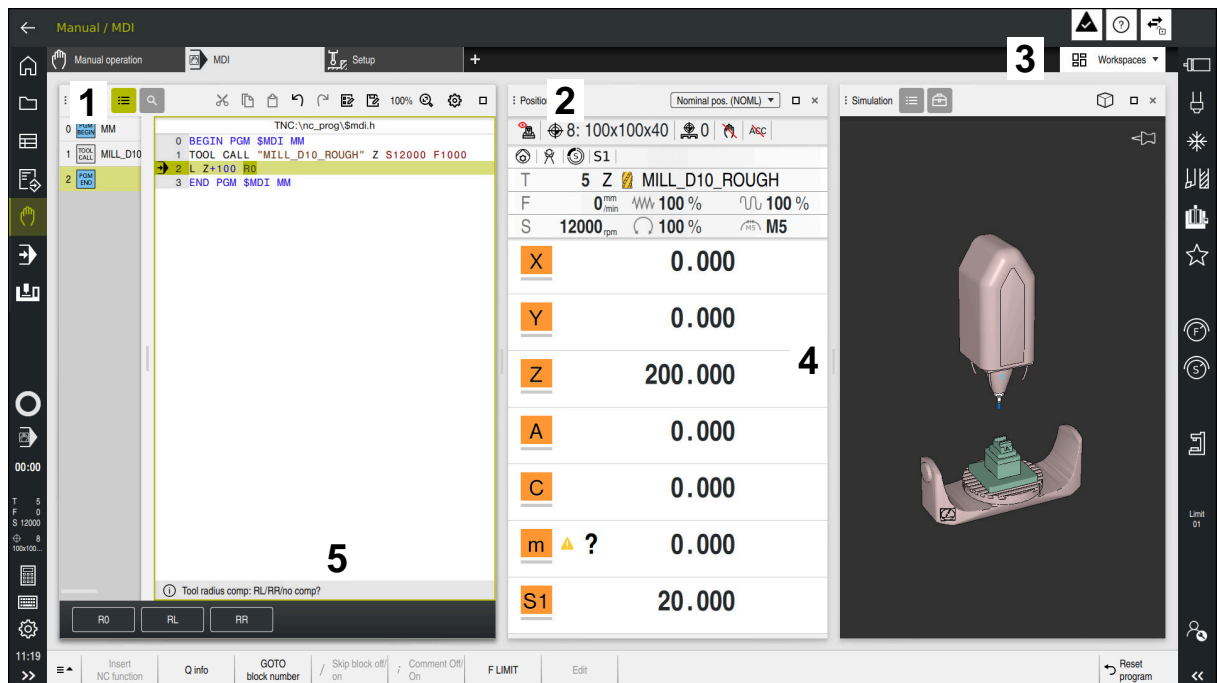 Manual / MDI
Manual operation
MDI
Setup
+
3
Workspaces
1
100%
2
Nominal pos. (NOML)
Simulation
0 PGM BEGIN MM
1 TOOL CALL MILL_D10
2 PGM END
TNC:\nc_prog\$mdi.h
0 BEGIN PGM $MDI MM
1 TOOL CALL "MILL_D10_ROUGH" Z S12000 F1000
2 L Z+100 R0
3 END PGM $MDI MM
8: 100x100x40 0 ACC
S S1
T 5 Z MILL_D10_ROUGH
F 0 mm/min 100 % 100 %
S 12000 rpm 100 % M5 M5
X 0.000
Y 0.000
Z 200.000
4
A 0.000
C 0.000
m ? 0.000
S1 20.000
5
Tool radius comp: RL/RR/no comp?
R0 RL RR
00:00
T 5
F 0
S 12000
8
100x100...
11:19
F
S
Limit
01
Insert
NC function
Q info
GOTO
block number
/ Skip block off/
on
; Comment Off/
On
F LIMIT
Edit
Reset
program